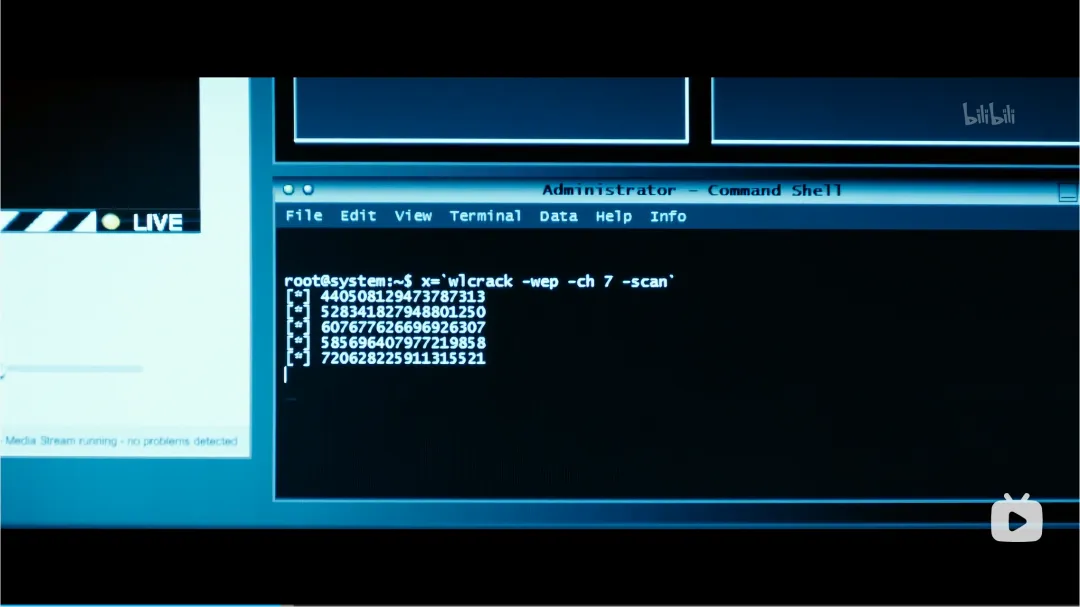 bilibili
Administrator - Command Shell
File Edit View Terminal Data Help Info
LIVE
root@system:~$ x=`wlcrack -wep -ch 7 -scan`
[*] 440508129473787313
[*] 528341827948801250
[*] 607677626696926307
[*] 585696407977219858
[*] 720628225911315521
- Media Stream running - no problems detected